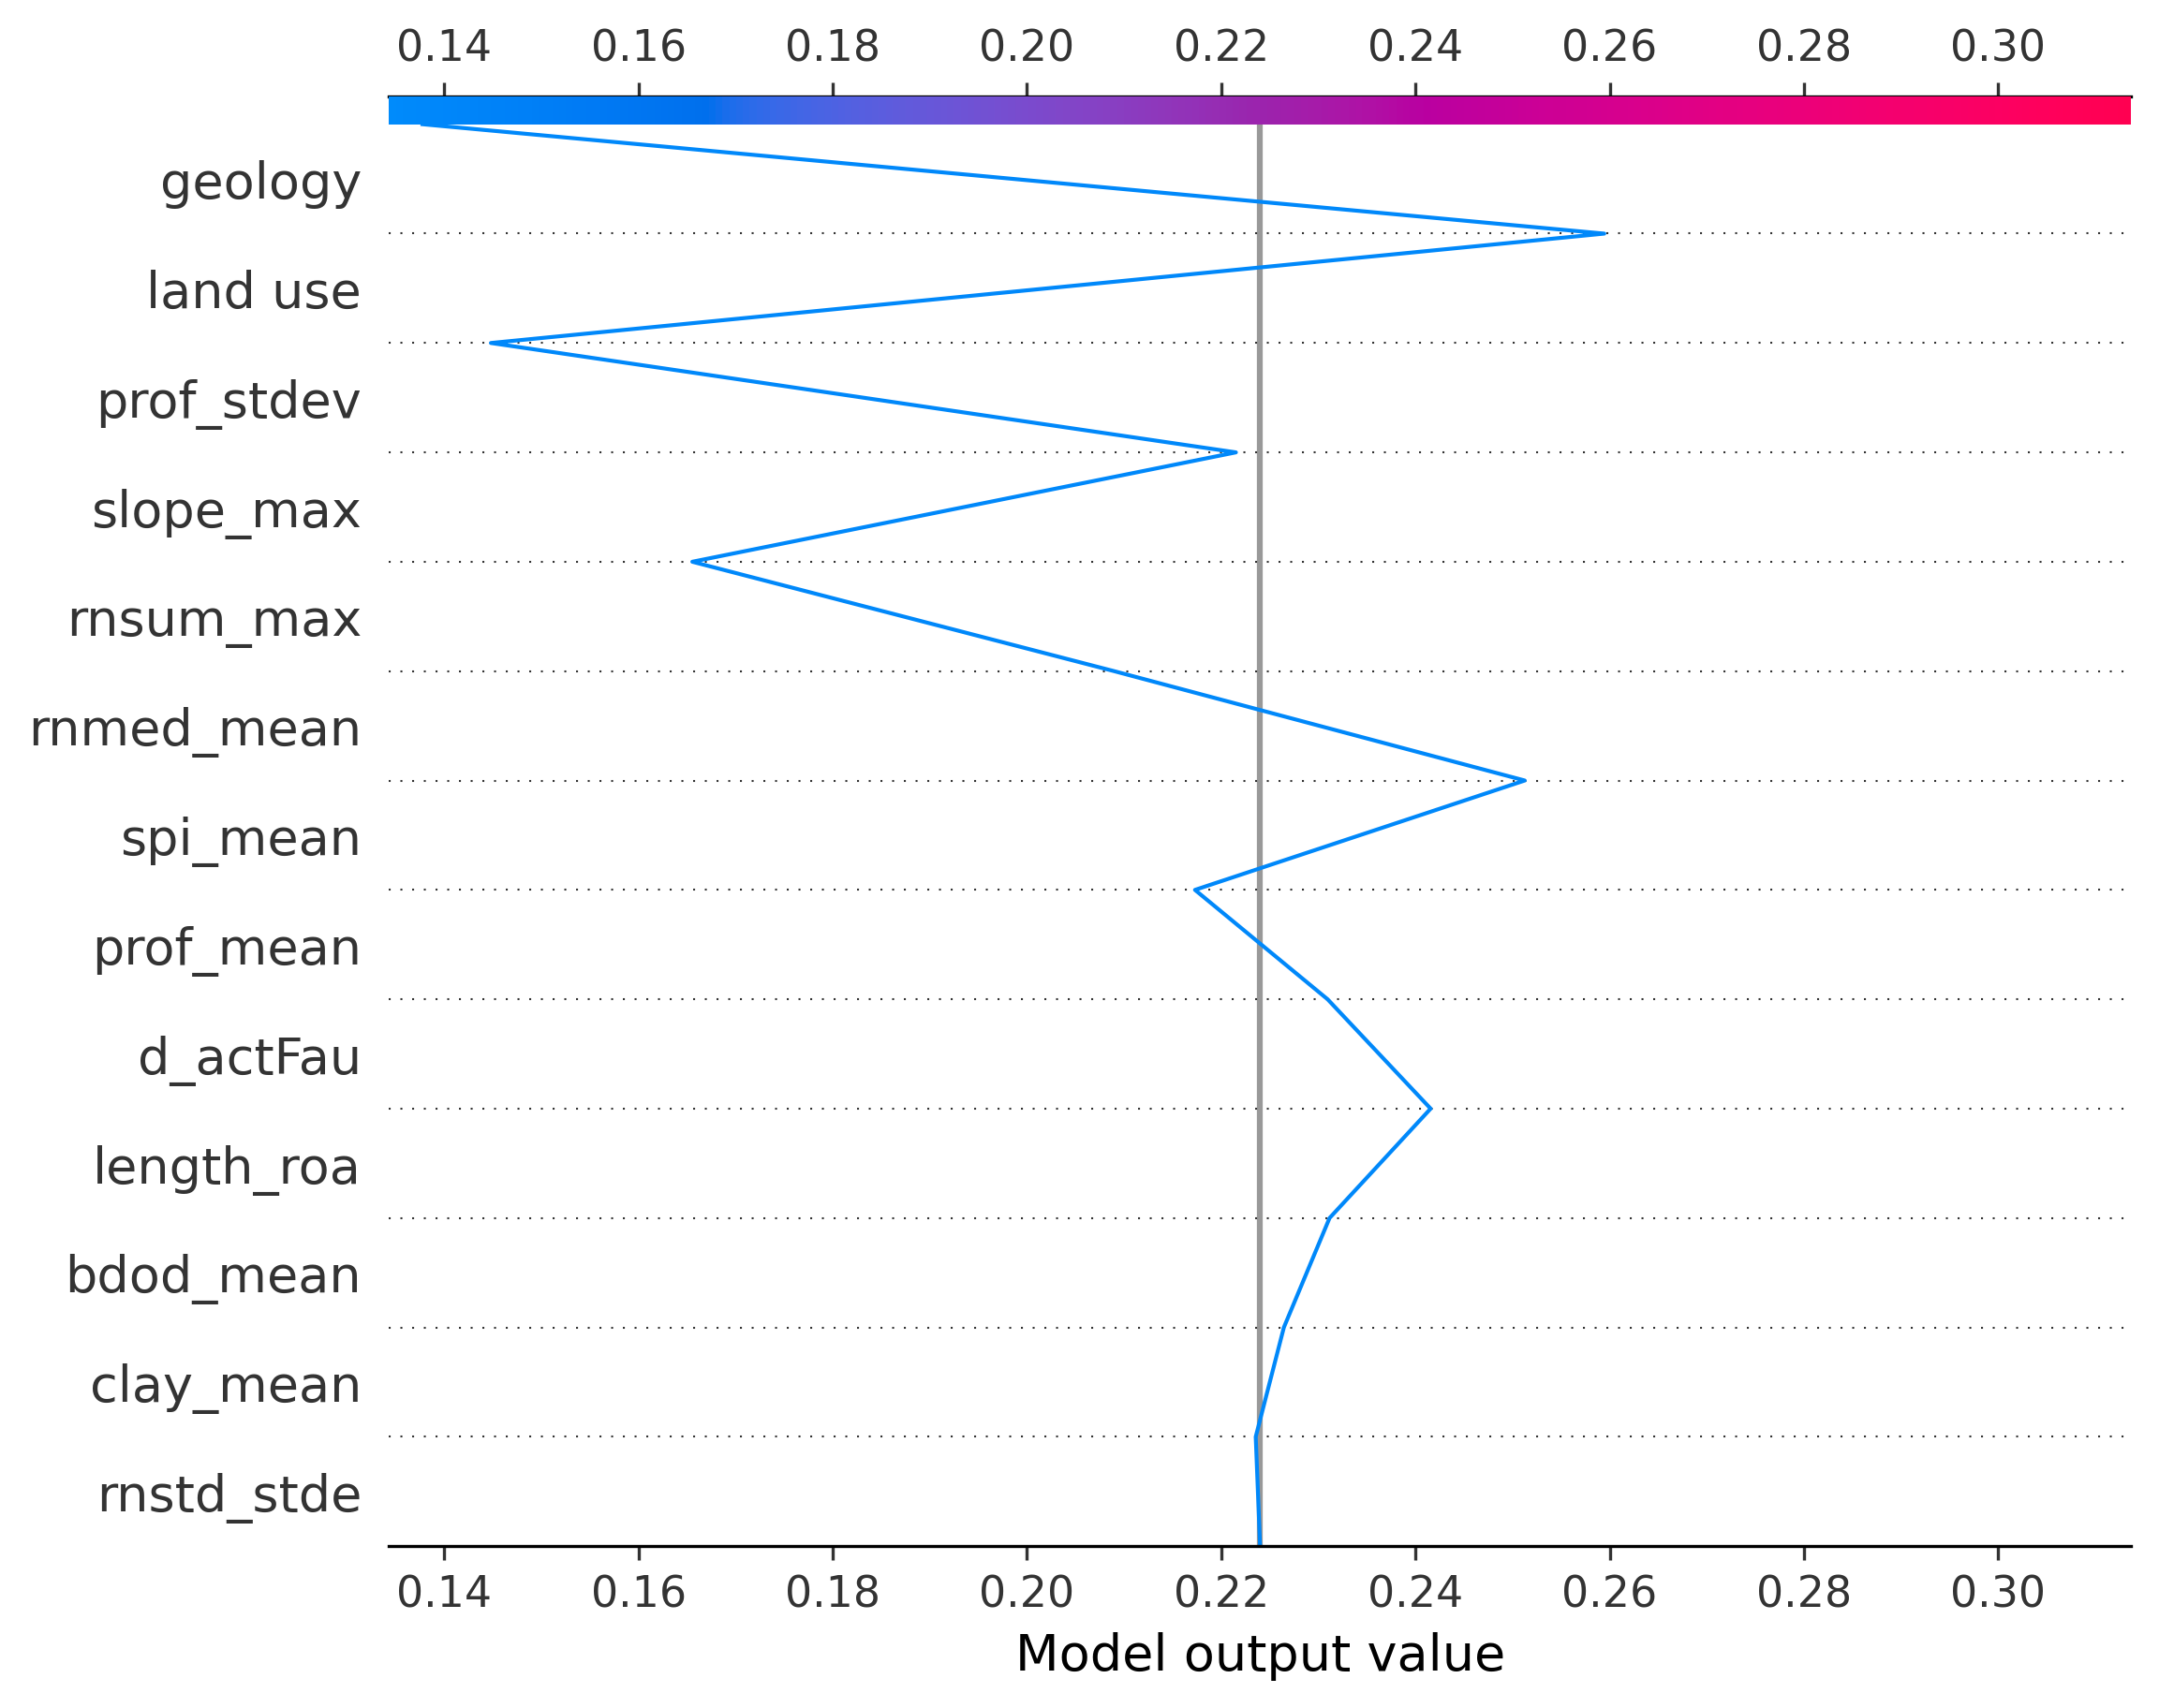 0.14 0.16 0.18 0.20 0.22 0.24 0.26 0.28 0.30
geology
land use
prof_stdev
slope_max
rnsum_max
rnmed_mean
spi_mean
prof_mean
d_actFau
length_roa
bdod_mean
clay_mean
rnstd_stde
0.14 0.16 0.18 0.20 0.22 0.24 0.26 0.28 0.30
Model output value